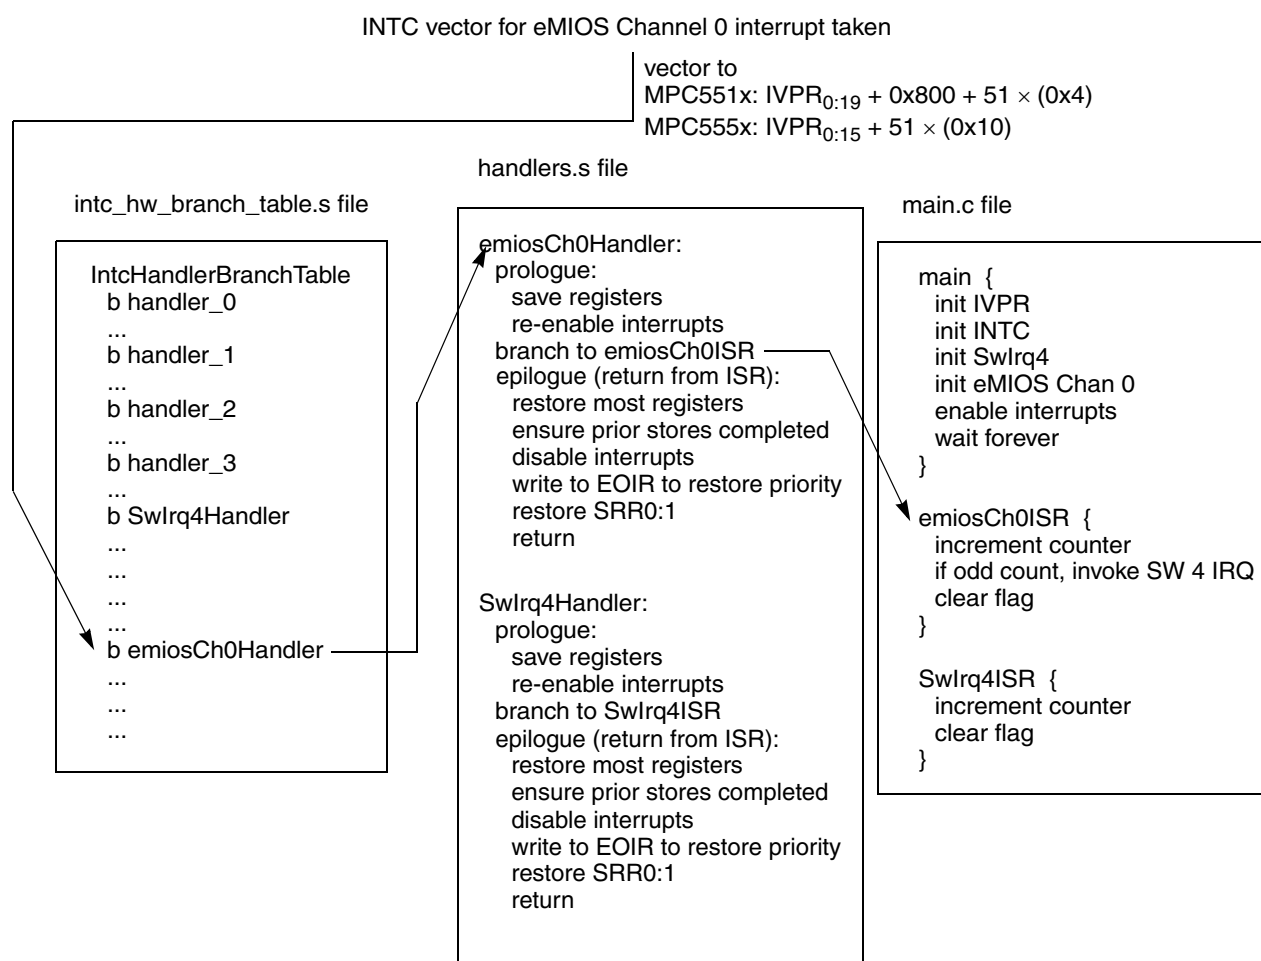 INTC vector for eMIOS Channel 0 interrupt taken
vector to
MPC551x: IVPR0:19 + 0x800 + 51 × (0x4)
MPC555x: IVPR0:15 + 51 × (0x10)
intc_hw_branch_table.s file
IntcHandlerBranchTable
b handler_0
...
b handler_1
...
b handler_2
...
b handler_3
...
b SwIrq4Handler
...
...
...
...
b emiosCh0Handler
...
...
...
handlers.s file
emiosCh0Handler:
prologue:
save registers
re-enable interrupts
branch to emiosCh0ISR
epilogue (return from ISR):
restore most registers
ensure prior stores completed
disable interrupts
write to EOIR to restore priority
restore SRR0:1
return
SwIrq4Handler:
prologue:
save registers
re-enable interrupts
branch to SwIrq4ISR
epilogue (return from ISR):
restore most registers
ensure prior stores completed
disable interrupts
write to EOIR to restore priority
restore SRR0:1
return
main.c file
main {
init IVPR
init INTC
init SwIrq4
init eMIOS Chan 0
enable interrupts
wait forever
}
emiosCh0ISR {
increment counter
if odd count, invoke SW 4 IRQ
clear flag
}
SwIrq4ISR {
increment counter
clear flag
}